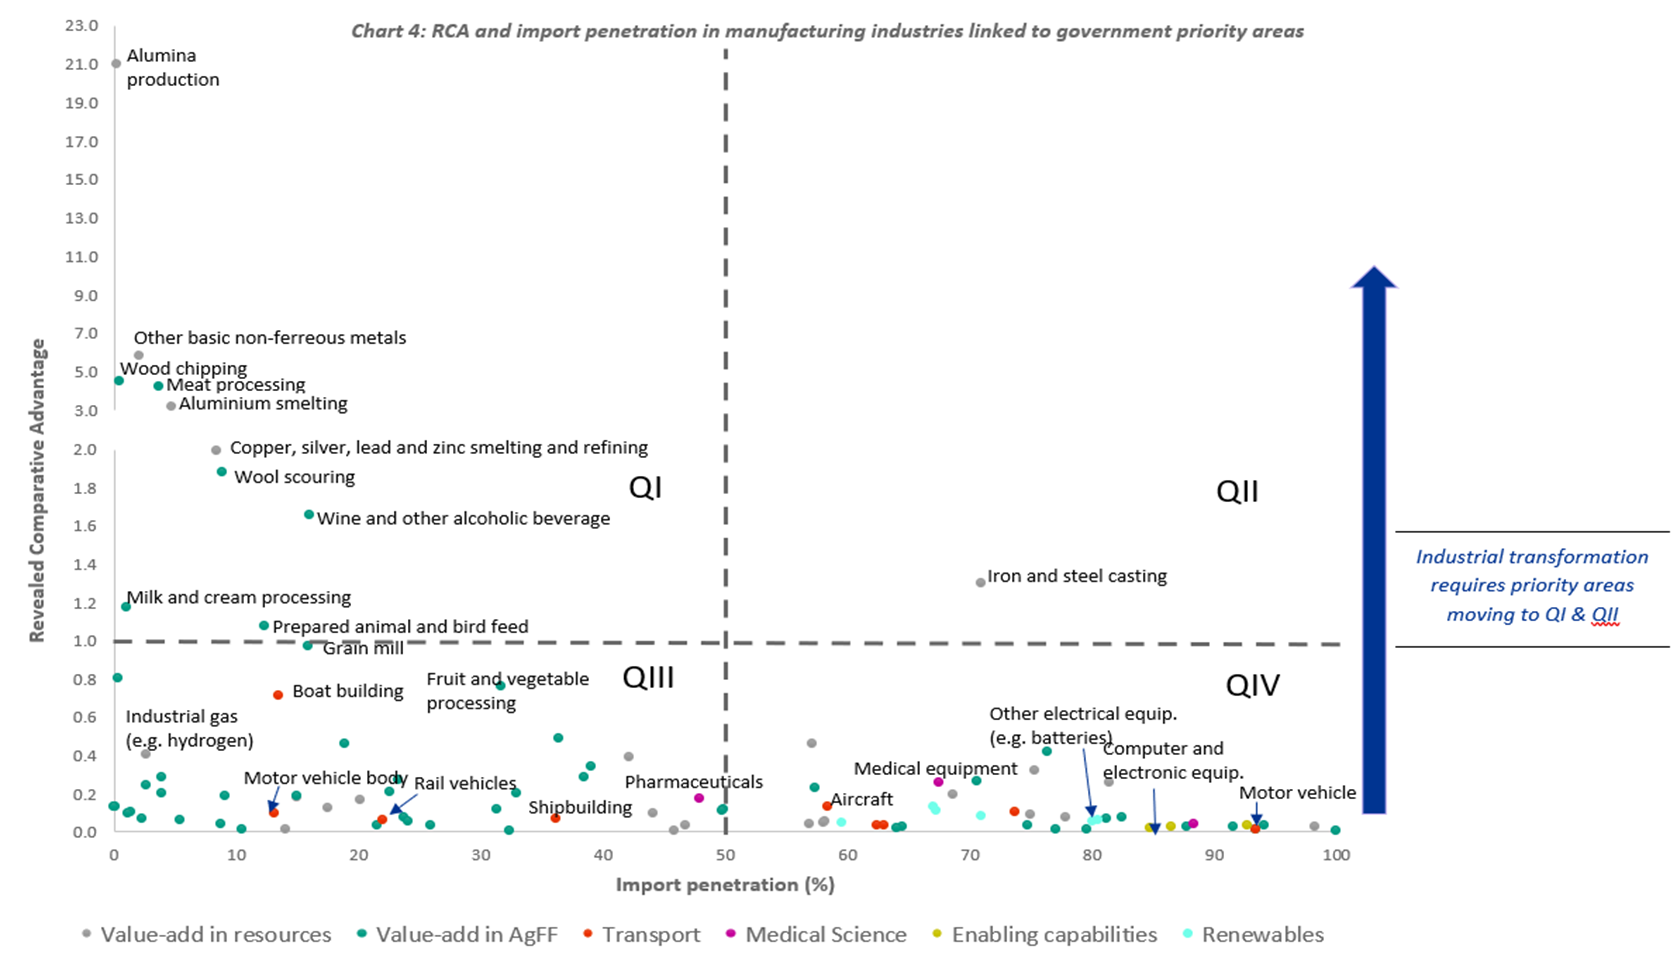 Chart 4: RCA and import penetration in manufacturing industries linked to government priority areas
23.0
21.0
19.0
17.0
15.0
13.0
11.0
9.0
7.0
5.0
3.0
2.0
1.8
1.6
1.4
1.2
1.0
0.8
0.6
0.4
0.2
0.0
Revealed Comparative Advantage
Alumina
production
Other basic non-ferreous metals
Wood chipping
Meat processing
Aluminium smelting
Copper, silver, lead and zinc smelting and refining
Wool scouring
QI
QII
Wine and other alcoholic beverage
Iron and steel casting
Milk and cream processing
Prepared animal and bird feed
Grain mill
QIII
QIV
Boat building
Fruit and vegetable
processing
Industrial gas
(e.g. hydrogen)
Other electrical equip.
(e.g. batteries)
Computer and
electronic equip.
Motor vehicle body
Rail vehicles
Pharmaceuticals
Medical equipment
Shipbuilding
Aircraft
Motor vehicle
Industrial transformation
requires priority areas
moving to QI & QII
0 10 20 30 40 50 60 70 80 90 100
Import penetration (%)
Value-add in resources Value-add in AgFF Transport Medical Science Enabling capabilities Renewables